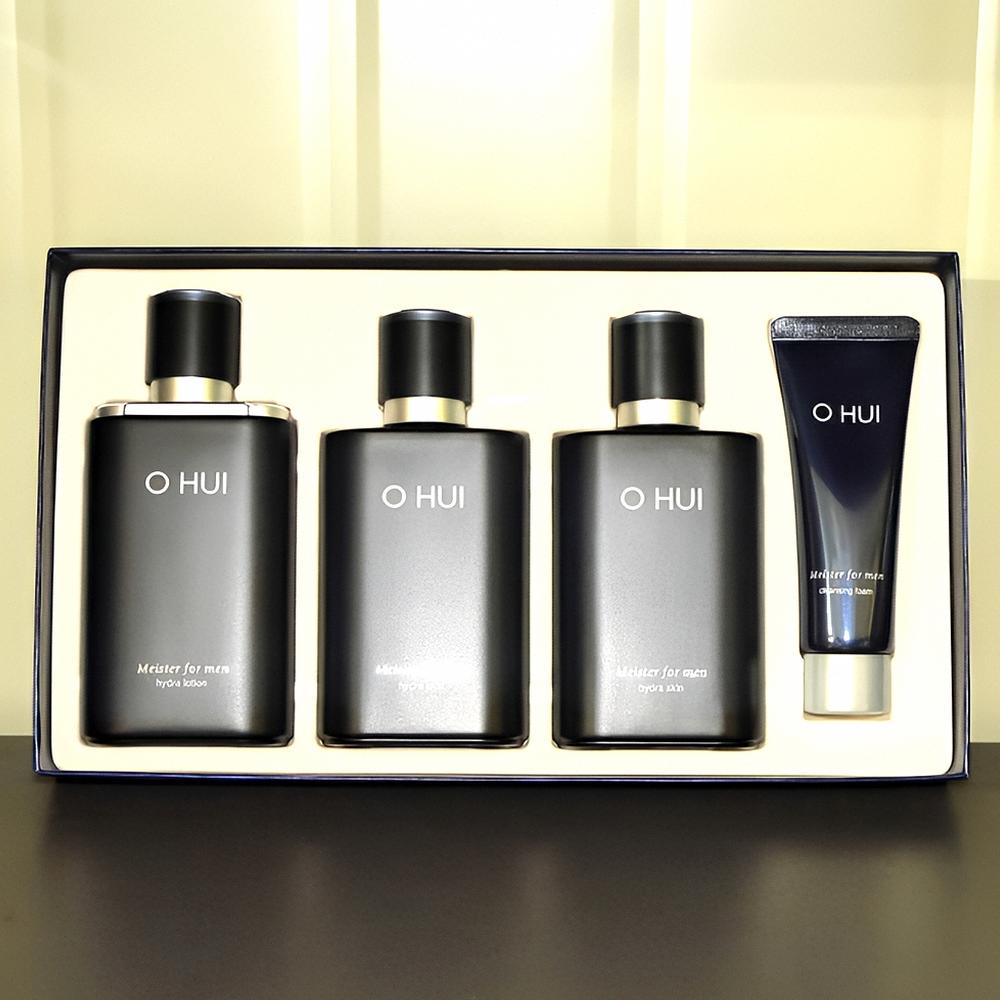 O HUI
Meister for men
hydra lotion
O HUI
hydra
O HUI
Meister for men
hydra skin
O HUI
Meister for men
cleansing foam